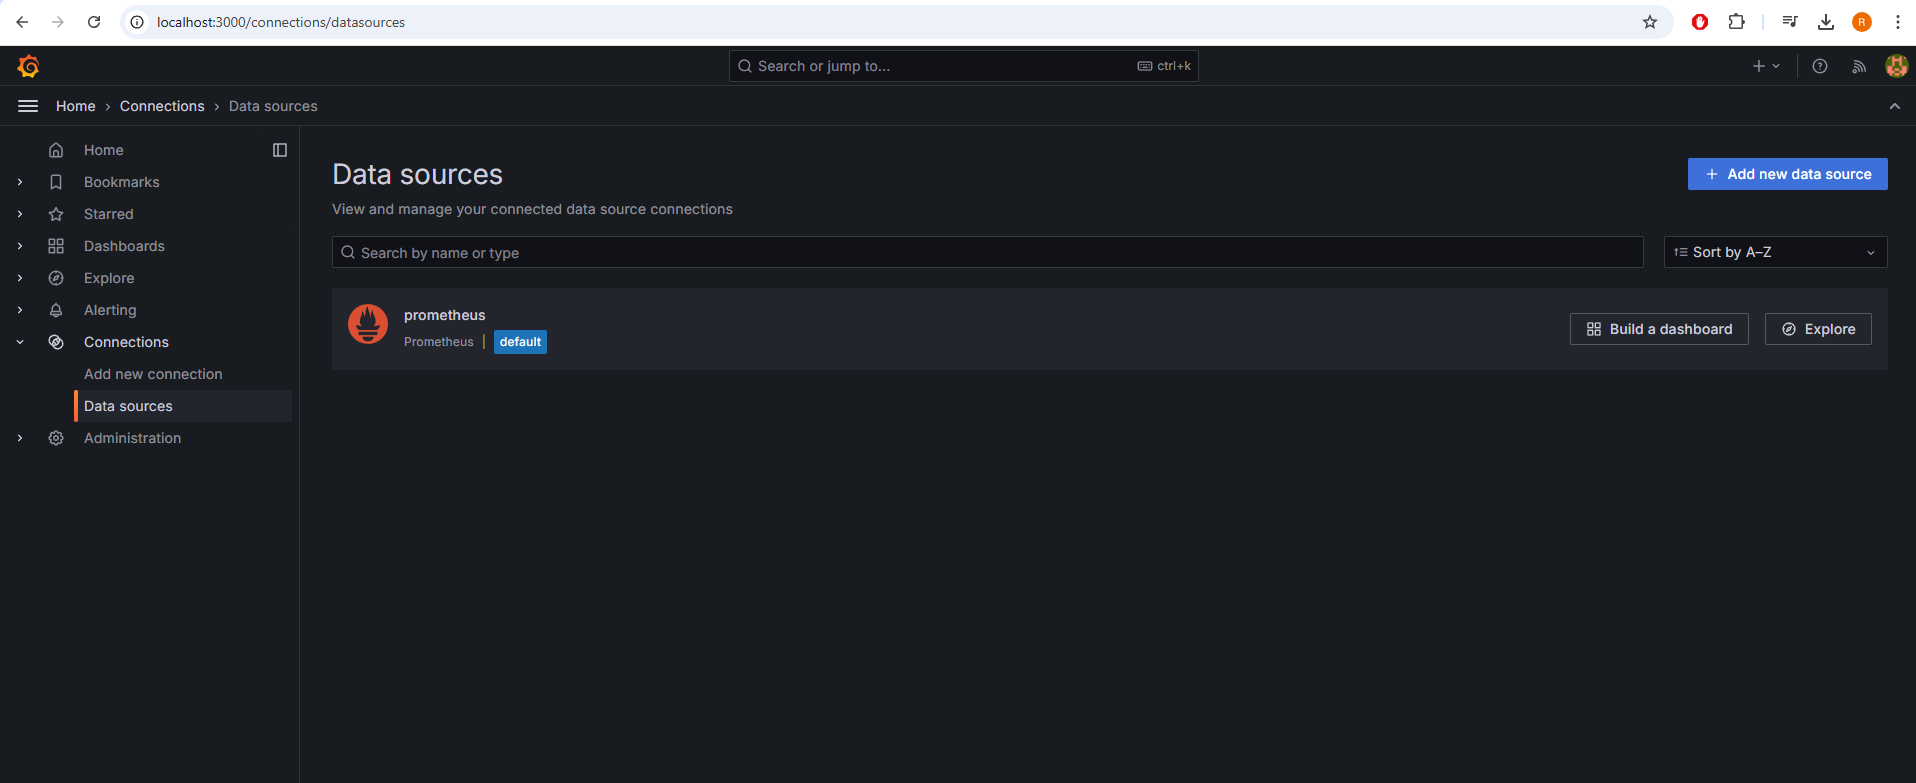 localhost:3000/connections/datasources
R
Search or jump to...
ctrl+k
Home › Connections › Data sources
Home
Bookmarks
Starred
Dashboards
Explore
Alerting
Connections
Add new connection
Data sources
Administration
Data sources
Add new data source
View and manage your connected data source connections
Search by name or type
Sort by A–Z
prometheus
Prometheus | default
Build a dashboard
Explore